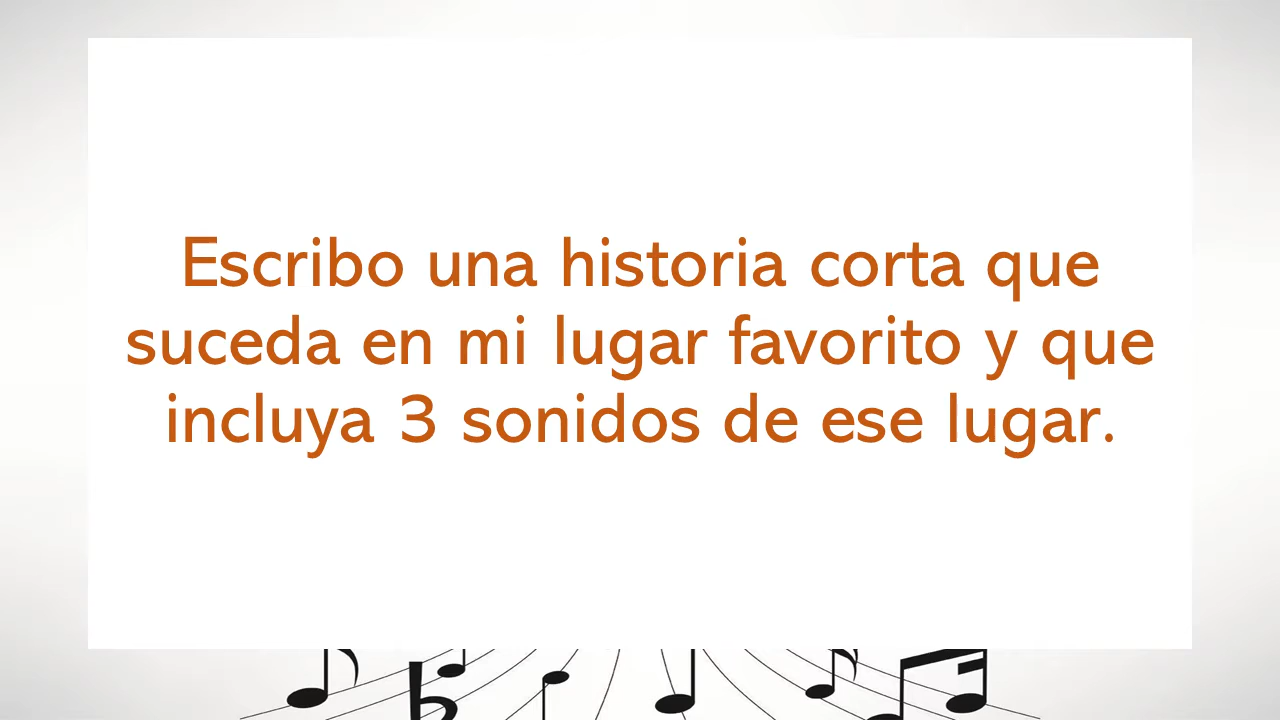 Escribo una historia corta que
suceda en mi lugar favorito y que
incluya 3 sonidos de ese lugar.